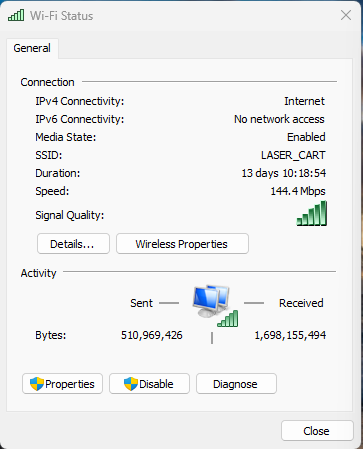 Wi-Fi Status
General
Connection
IPv4 Connectivity: Internet
IPv6 Connectivity: No network access
Media State: Enabled
SSID: LASER_CART
Duration: 13 days 10:18:54
Speed: 144.4 Mbps
Signal Quality:
Details... Wireless Properties
Activity
Sent Received
Bytes: 510,969,426 1,698,155,494
Properties Disable Diagnose
Close